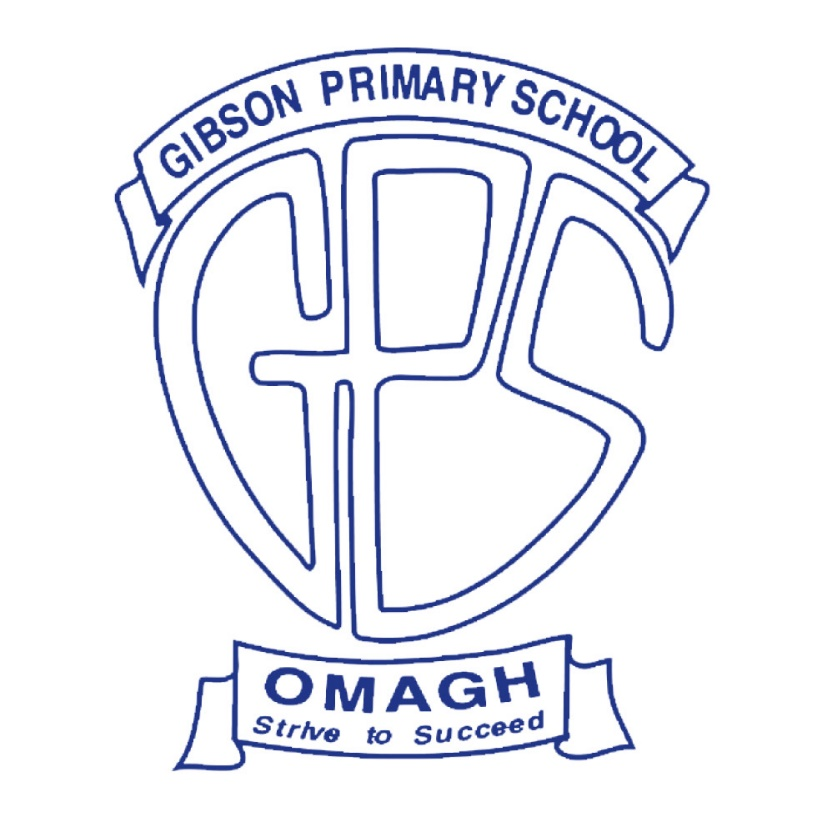 GIBSON PRIMARY SCHOOL
GPS
OMAGH
Strive to Succeed